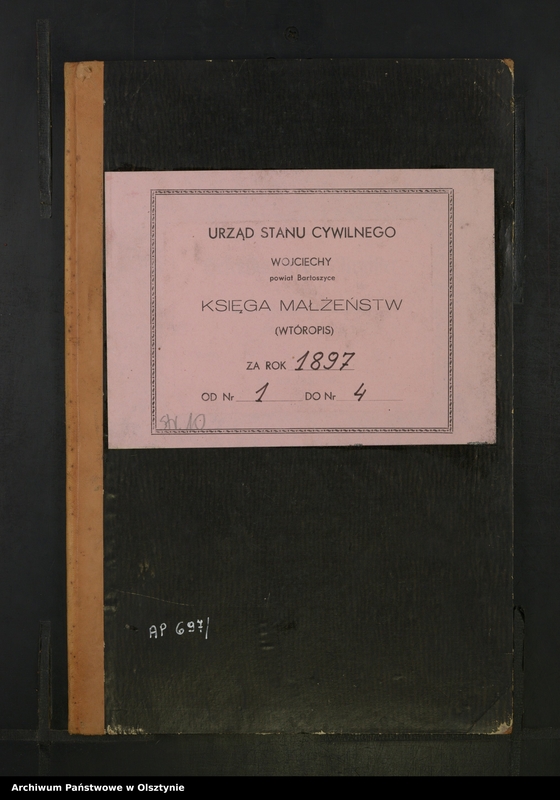 URZĄD STANU CYWILNEGO
WOJCIECHY
powiat Bartoszyce
KSIĘGA MAŁŻEŃSTW
(WTÓROPIS)
ZA ROK 1897
OD Nr 1 DO Nr 4
AP 697/
Archiwum Państwowe w Olsztynie